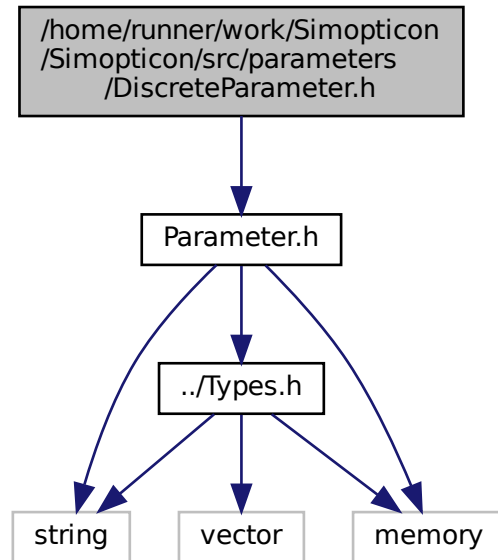 /home/runner/work/Simopticon
/Simopticon/src/parameters
/DiscreteParameter.h
Parameter.h
../Types.h
string
vector
memory